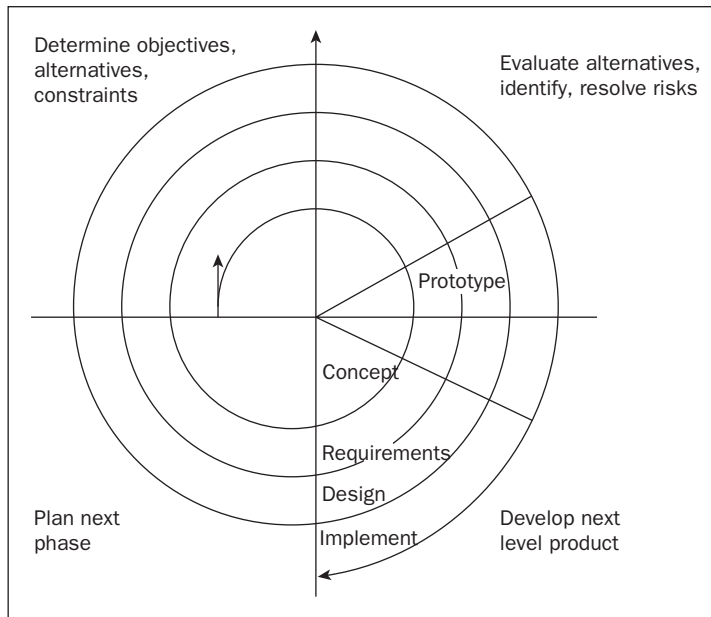 Determine objectives,
alternatives,
constraints
Evaluate alternatives,
identify, resolve risks
Prototype
Concept
Requirements
Design
Implement
Plan next
phase
Develop next
level product